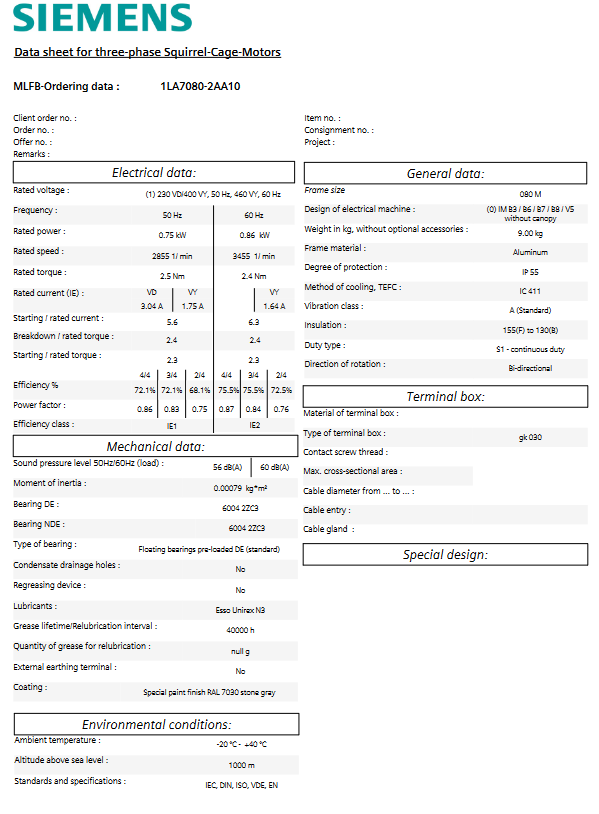 SIEMENS
Data sheet for three-phase Squirrel-Cage-Motors
MLFB-Ordering data : 1LA7080-2AA10
Client order no. :
Order no. :
Offer no. :
Remarks :
Item no. :
Consignment no. :
Project :
Electrical data:
Rated voltage : (1) 230 VD/400 VY, 50 Hz, 460 VY, 60 Hz
Frequency : 50 Hz 60 Hz
Rated power : 0.75 kW 0.86 kW
Rated speed : 2855 1/min 3455 1/min
Rated torque : 2.5 Nm 2.4 Nm
Rated current (IE) : VD VY VY
3.04 A 1.75 A 1.64 A
Starting / rated current : 5.6 6.3
Breakdown / rated torque : 2.4 2.4
Starting / rated torque : 2.3 2.3
4/4 3/4 2/4 4/4 3/4 2/4
Efficiency % 72.1% 72.1% 68.1% 75.5% 75.5% 72.5%
Power factor : 0.86 0.83 0.75 0.87 0.84 0.76
Efficiency class : IE1 IE2
Mechanical data:
Sound pressure level 50Hz/60Hz (load) : 56 dB(A) 60 dB(A)
Moment of inertia : 0.00079 kg*m²
Bearing DE : 6004 2ZC3
Bearing NDE : 6004 2ZC3
Type of bearing : Floating bearings pre-loaded DE (standard)
Condensate drainage holes : No
Regreasing device : No
Lubricants : Esso Unirex N3
Grease lifetime/Relubrication interval : 40000 h
Quantity of grease for relubrication : null g
External earthing terminal : No
Coating : Special paint finish RAL 7030 stone gray
Environmental conditions:
Ambient temperature : -20 °C - +40 °C
Altitude above sea level : 1000 m
Standards and specifications : IEC, DIN, ISO, VDE, EN
General data:
Frame size 080 M
Design of electrical machine : (0) IM B3 / B6 / B7 / B8 / V5
without canopy
Weight in kg, without optional accessories : 9.00 kg
Frame material : Aluminum
Degree of protection : IP 55
Method of cooling, TEFC : IC 411
Vibration class : A (Standard)
Insulation : 155(F) to 130(B)
Duty type : S1 - continuous duty
Direction of rotation : Bi-directional
Terminal box:
Material of terminal box :
Type of terminal box : gk 030
Contact screw thread :
Max. cross-sectional area :
Cable diameter from ... to ... :
Cable entry :
Cable gland :
Special design: